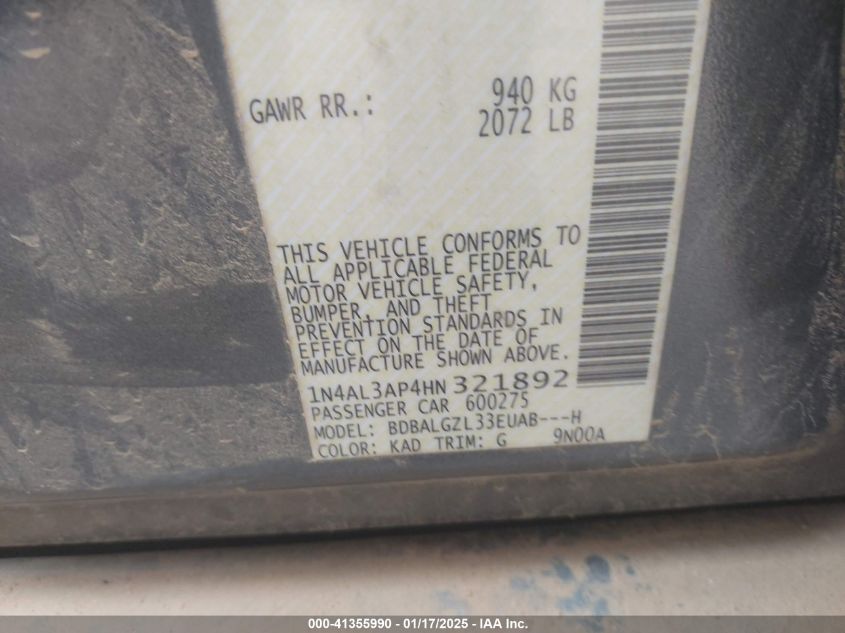 GAWR RR.: 940 KG
2072 LB
THIS VEHICLE CONFORMS TO
ALL APPLICABLE FEDERAL
MOTOR VEHICLE SAFETY,
BUMPER, AND THEFT
PREVENTION STANDARDS IN
EFFECT ON THE DATE OF
MANUFACTURE SHOWN ABOVE.
1N4AL3AP4HN321892
PASSENGER CAR 600275
MODEL: BDBALGZL33EUAB---H
COLOR: KAD TRIM: G 9N00A
000-41355990 — 01/17/2025 — IAA Inc.